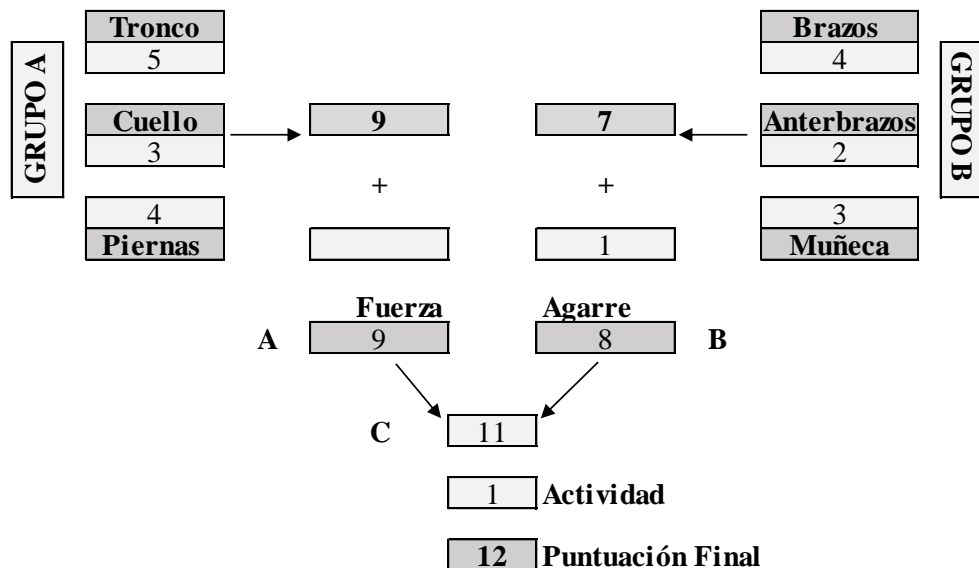 GRUPO A
Tronco
5
Cuello
3
4
Piernas
9
+
Fuerza
A
9
7
+
1
Agarre
8
B
Brazos
4
Anterbrazos
2
3
Muñeca
GRUPO B
C
11
1
Actividad
12
Puntuación Final